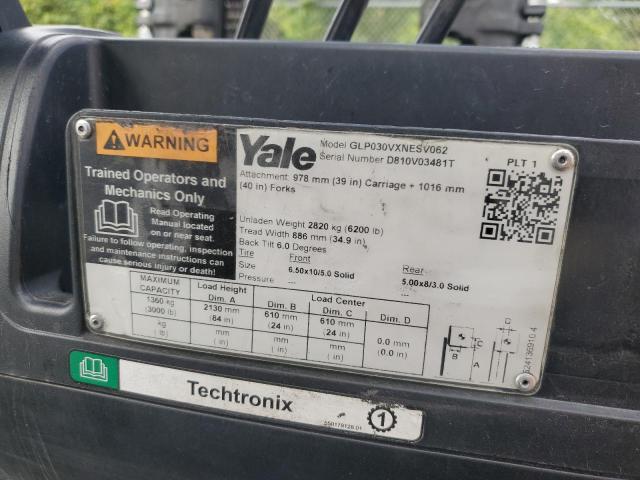 WARNING
Trained Operators and
Mechanics Only
Read Operating
Manual located
on or near seat.
Failure to follow operating, inspection
and maintenance instructions can
cause serious injury or death!
Yale
Model GLP030VXNESV062
Serial Number D810V03481T
PLT 1
Attachment: 978 mm (39 in) Carriage + 1016 mm
(40 in) Forks
Unladen Weight 2820 kg (6200 lb)
Tread Width 886 mm (34.9 in)
Back Tilt 6.0 Degrees
Tire Front Rear
Size 6.50x10/5.0 Solid 5.00x8/3.0 Solid
Pressure --- ---
MAXIMUM CAPACITY Load Height Load Center
Dim. A Dim. B Dim. C Dim. D
1360 kg 2130 mm 610 mm 610 mm 0.0 mm
(3000 lb) (84 in) (24 in) (24 in) (0.0 in)
kg mm mm mm
(lb) (in) (in) (in)
D
B C A
Techtronix
1
550179128-01